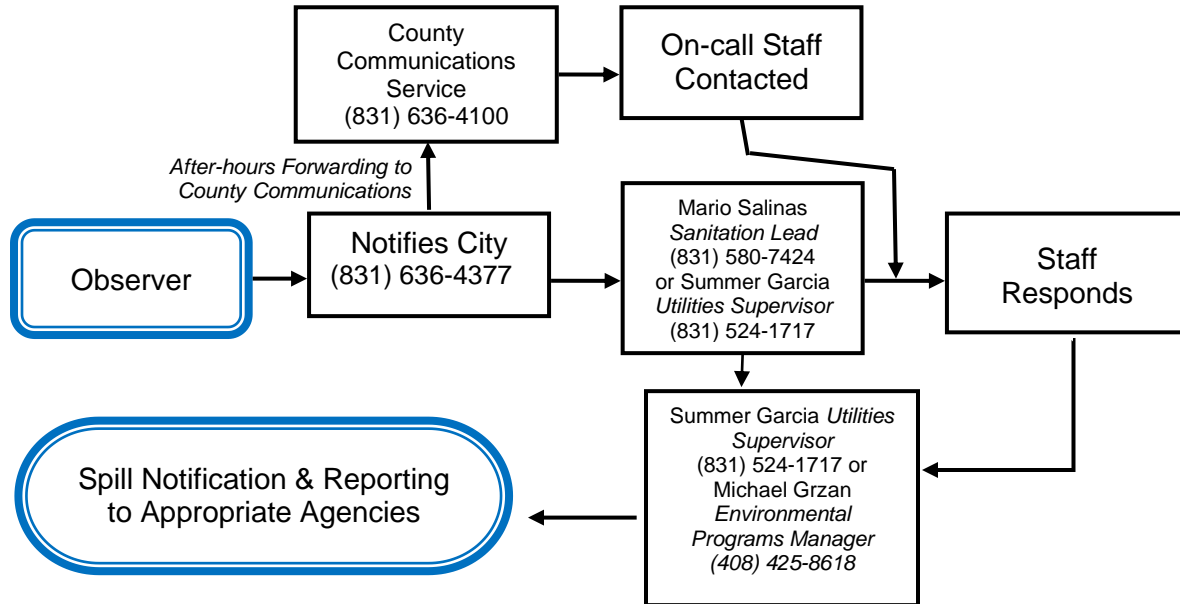 County
Communications
Service
(831) 636-4100
On-call Staff
Contacted
After-hours Forwarding to
County Communications
Observer
Notifies City
(831) 636-4377
Mario Salinas
Sanitation Lead
(831) 580-7424
or Summer Garcia
Utilities Supervisor
(831) 524-1717
Staff
Responds
Summer Garcia Utilities
Supervisor
(831) 524-1717 or
Michael Grzan
Environmental
Programs Manager
(408) 425-8618
Spill Notification & Reporting
to Appropriate Agencies